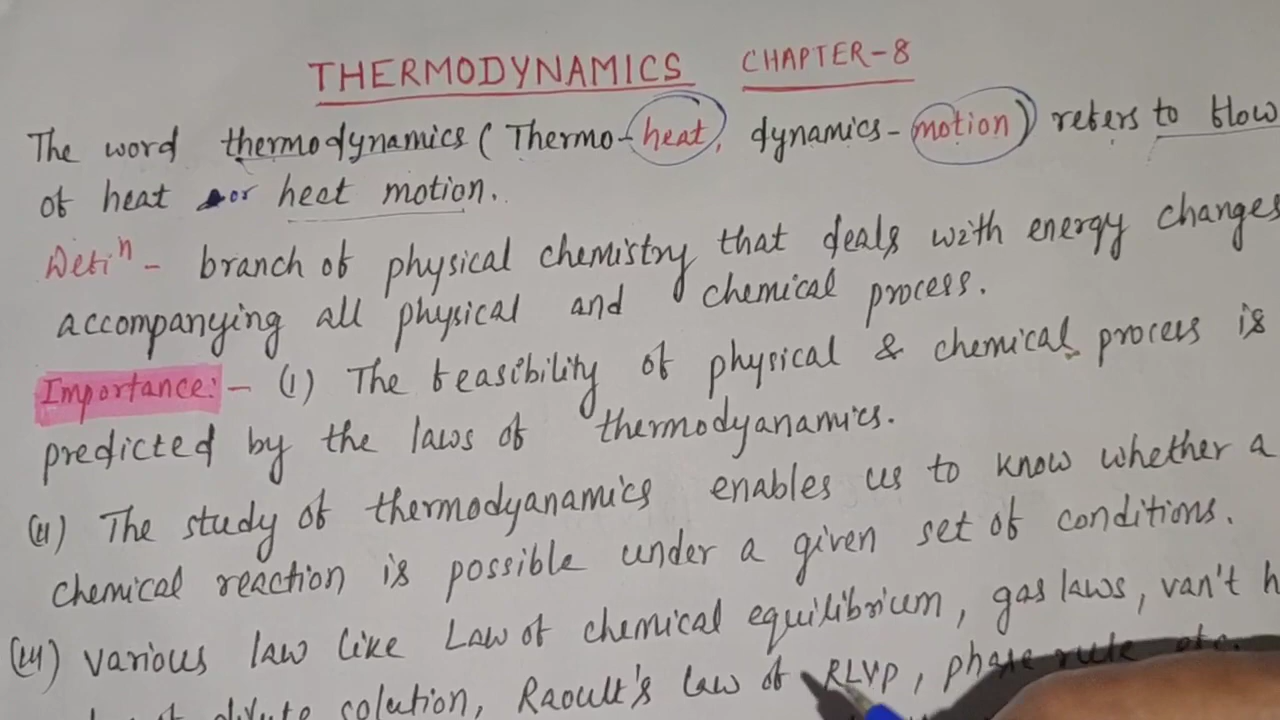 THERMODYNAMICS CHAPTER-8
The word thermodynamics (Thermo-heat, dynamics-motion) refers to flow
of heat or heat motion.
Defiⁿ - branch of physical chemistry that deals with energy changes
accompanying all physical and chemical process.
Importance:- (i) The feasibility of physical & chemical process is
predicted by the laws of thermodyanamics.
(ii) The study of thermodyanamics enables us to know whether a
chemical reaction is possible under a given set of conditions.
(iii) various law like Law of chemical equilibrium, gas laws, van't h
of dilute solution, Raoult's law of RLVP, phase rule etc.